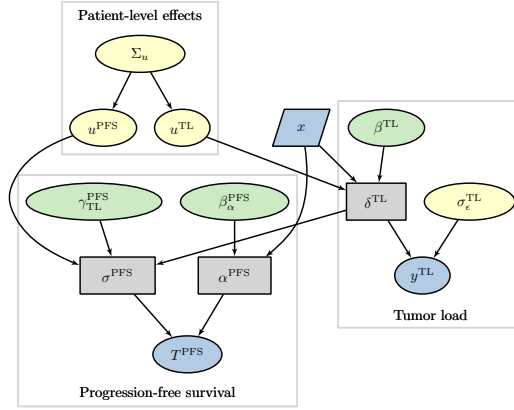 Patient-level effects
Σ_u
u^PFS
u^TL
x
β^TL
γ_TL^PFS
β_α^PFS
δ^TL
σ_ϵ^TL
σ^PFS
α^PFS
y^TL
Tumor load
T^PFS
Progression-free survival